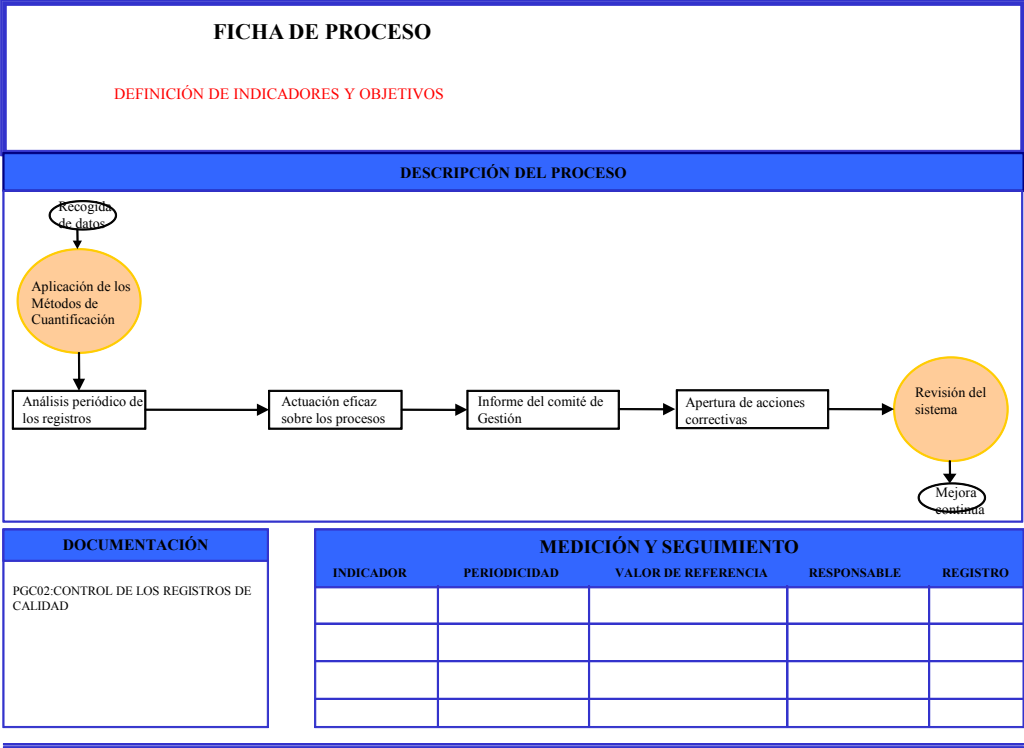 FICHA DE PROCESO
DEFINICIÓN DE INDICADORES Y OBJETIVOS
DESCRIPCIÓN DEL PROCESO
Recogida
de datos
Aplicación de los
Métodos de
Cuantificación
Análisis periódico de
los registros
Actuación eficaz
sobre los procesos
Informe del comité de
Gestión
Apertura de acciones
correctivas
Revisión del
sistema
Mejora
continua
DOCUMENTACIÓN
PGC02:CONTROL DE LOS REGISTROS DE
CALIDAD
MEDICIÓN Y SEGUIMIENTO
INDICADOR PERIODICIDAD VALOR DE REFERENCIA RESPONSABLE REGISTRO